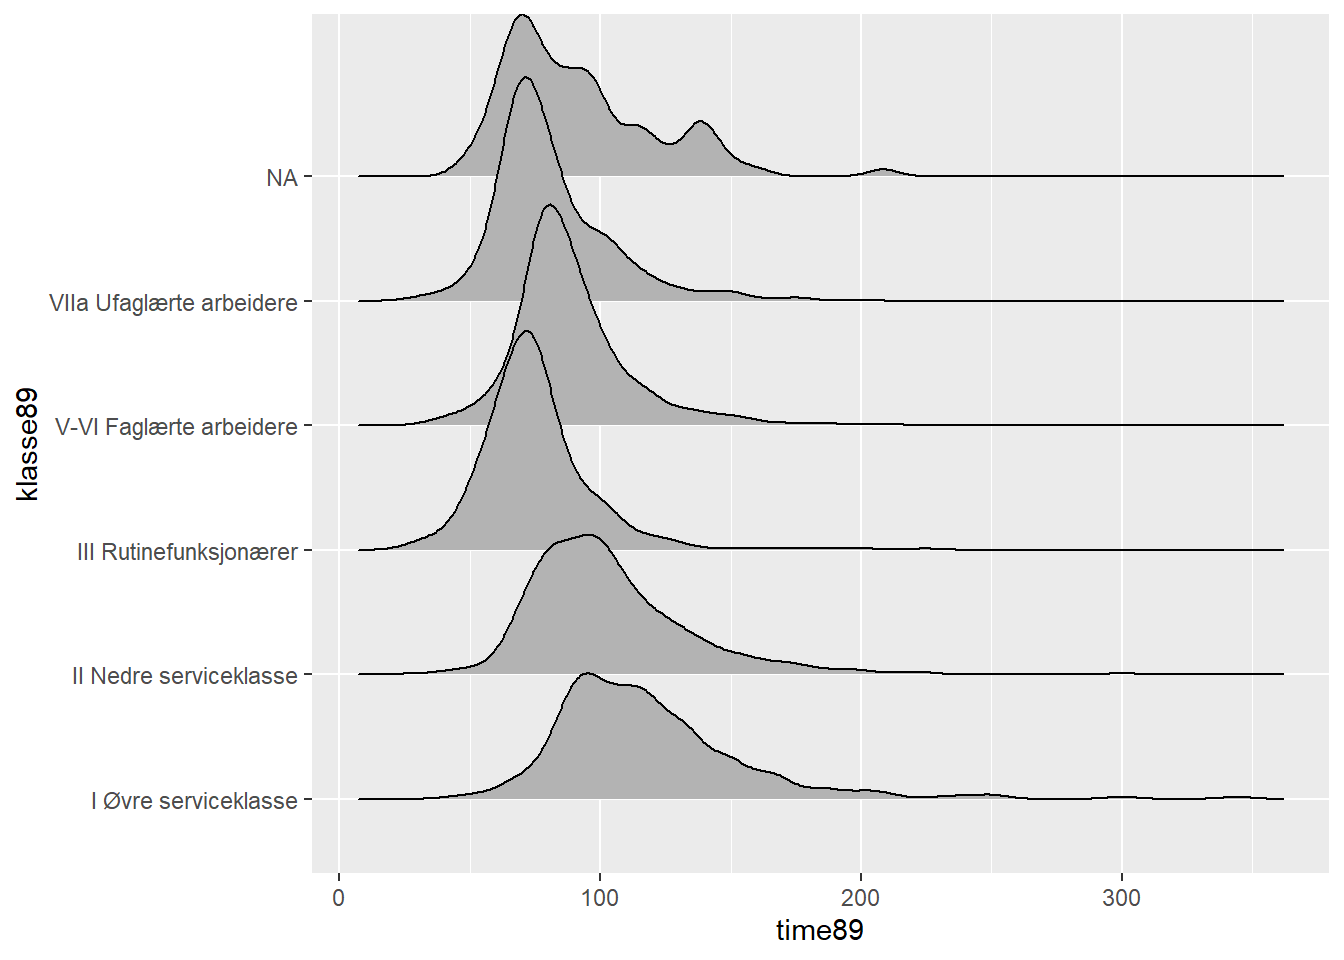 NA
VIIa Ufaglærte arbeidere
V-VI Faglærte arbeidere
III Rutinefunksjonærer
II Nedre serviceklasse
I Øvre serviceklasse
klasse89
0 100 200 300
time89